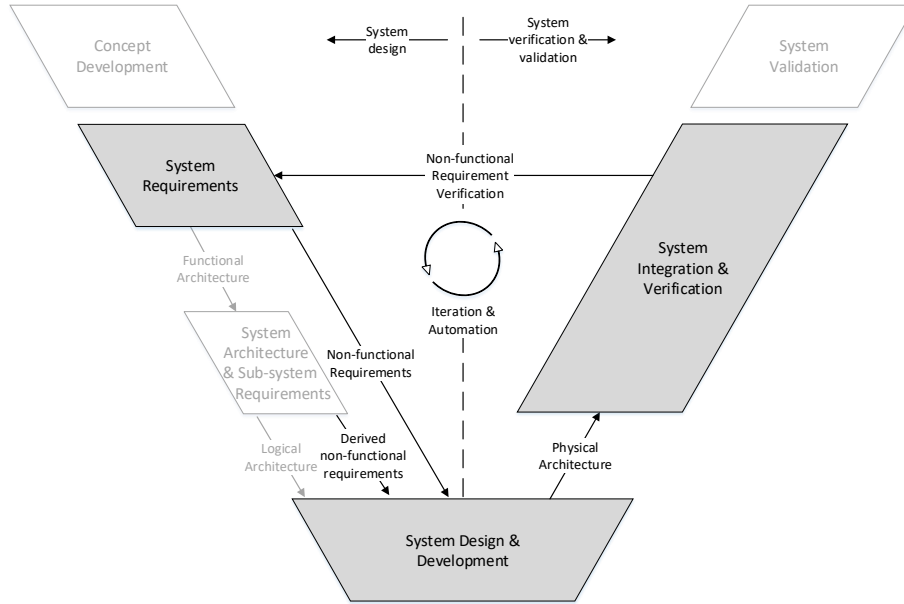 Concept
Development
System
design
System
verification &
validation
System
Validation
System
Requirements
Non-functional
Requirement
Verification
System
Integration &
Verification
Functional
Architecture
Iteration &
Automation
System
Architecture
& Sub-system
Requirements
Non-functional
Requirements
Logical
Architecture
Derived
non-functional
requirements
Physical
Architecture
System Design &
Development